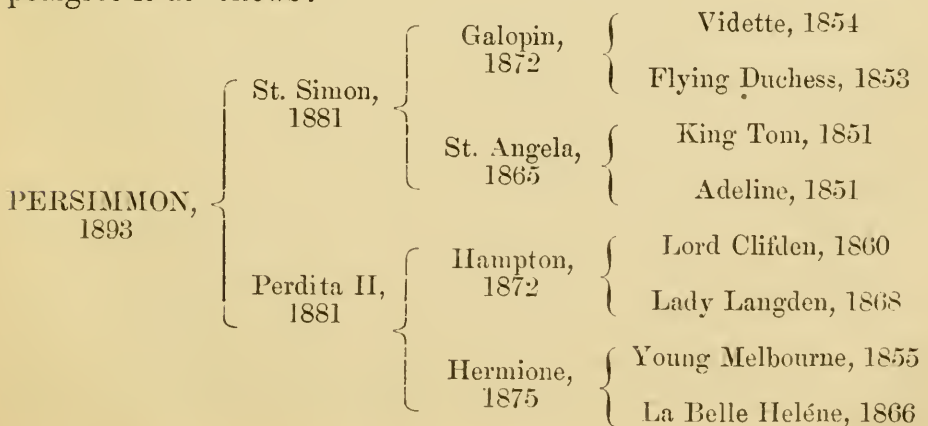 Vidette, 1854
Galopin,
1872
Flying Duchess, 1853
St. Simon,
1881
King Tom, 1851
St. Angela,
1865
Adeline, 1851
PERSIMMON,
1893
Lord Clifden, 1860
Hampton,
1872
Lady Langden, 1868
Perdita II,
1881
Young Melbourne, 1855
Hermione,
1875
La Belle Heléne, 1866